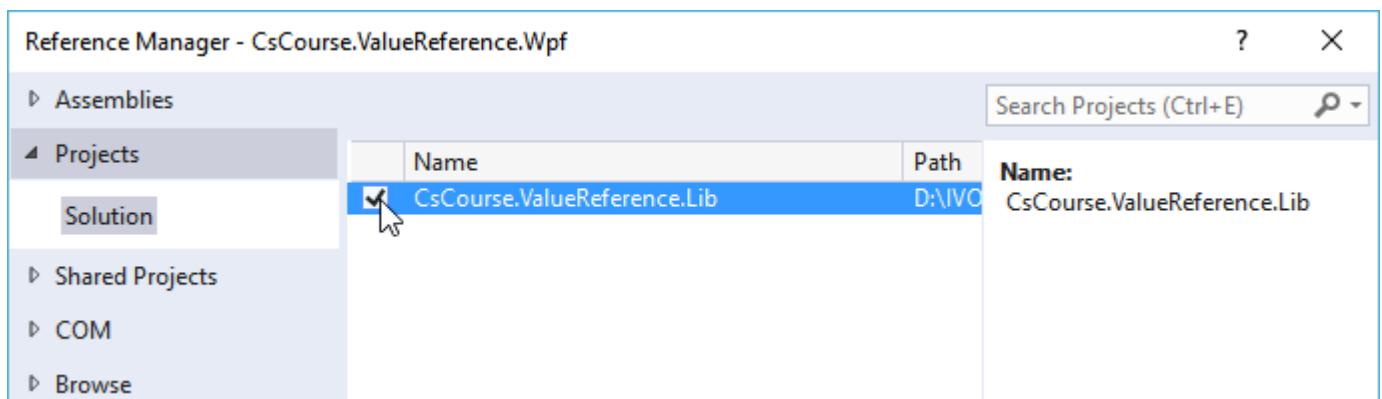 Reference Manager - CsCourse.ValueReference.Wpf ?
Assemblies
Search Projects (Ctrl+E)
Projects
Name Path
Name:
CsCourse.ValueReference.Lib D:\IVO
CsCourse.ValueReference.Lib
Solution
Shared Projects
COM
Browse